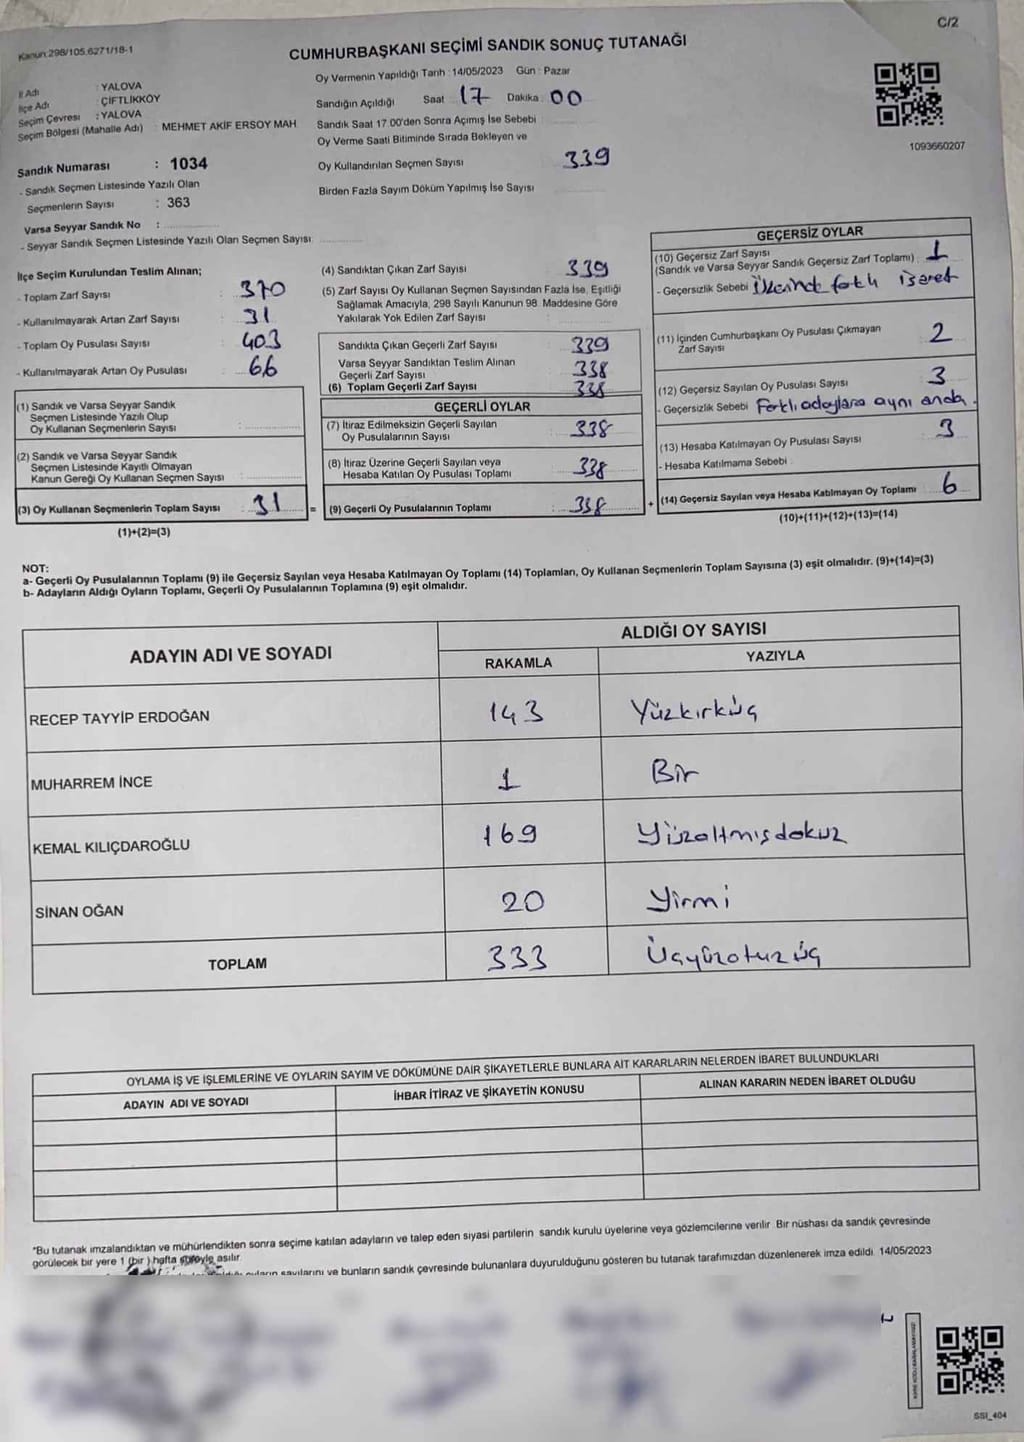 C/2
Kanun:298/105.6271/18-1
CUMHURBAŞKANI SEÇİMİ SANDIK SONUÇ TUTANAĞI
İl Adı : YALOVA
İlçe Adı : ÇİFTLİKKÖY
Seçim Çevresi : YALOVA
Seçim Bölgesi (Mahalle Adı) : MEHMET AKİF ERSOY MAH.
Sandık Numarası : 1034
- Sandık Seçmen Listesinde Yazılı Olan
Seçmenlerin Sayısı : 363
Varsa Seyyar Sandık No :
- Seyyar Sandık Seçmen Listesinde Yazılı Olan Seçmen Sayısı:
Oy Vermenin Yapıldığı Tarih : 14/05/2023 Gün : Pazar
Sandığın Açıldığı Saat 17 Dakika : 00
Sandık Saat 17.00'den Sonra Açımış İse Sebebi
Oy Verme Saati Bitiminde Sırada Bekleyen ve
Oy Kullandırılan Seçmen Sayısı 339
Birden Fazla Sayım Döküm Yapılmış İse Sayısı
1093660207
İlçe Seçim Kurulundan Teslim Alınan;
- Toplam Zarf Sayısı : 370
- Kullanılmayarak Artan Zarf Sayısı : 31
- Toplam Oy Pusulası Sayısı : 403
- Kullanılmayarak Artan Oy Pusulası : 66
(1) Sandık ve Varsa Seyyar Sandık
Seçmen Listesinde Yazılı Olup
Oy Kullanan Seçmenlerin Sayısı :
(2) Sandık ve Varsa Seyyar Sandık
Seçmen Listesinde Kayıtlı Olmayan
Kanun Gereği Oy Kullanan Seçmen Sayısı :
(3) Oy Kullanan Seçmenlerin Toplam Sayısı : 31 =
(1)+(2)=(3)
(4) Sandıktan Çıkan Zarf Sayısı : 339
(5) Zarf Sayısı Oy Kullanan Seçmen Sayısından Fazla İse, Eşitliği
Sağlamak Amacıyla, 298 Sayılı Kanunun 98. Maddesine Göre
Yakılarak Yok Edilen Zarf Sayısı :
Sandıkta Çıkan Geçerli Zarf Sayısı : 339
Varsa Seyyar Sandıktan Teslim Alınan
Geçerli Zarf Sayısı : 338
(6) Toplam Geçerli Zarf Sayısı : 338
GEÇERLİ OYLAR
(7) İtiraz Edilmeksizin Geçerli Sayılan
Oy Pusulalarının Sayısı : 338
(8) İtiraz Üzerine Geçerli Sayılan veya
Hesaba Katılan Oy Pusulası Toplamı : 338
(9) Geçerli Oy Pusulalarının Toplamı : 338 +
GEÇERSİZ OYLAR
(10) Geçersiz Zarf Sayısı
(Sandık ve Varsa Seyyar Sandık Geçersiz Zarf Toplamı) : 1
- Geçersizlik Sebebi : Üzerinde farklı işaret
(11) İçinden Cumhurbaşkanı Oy Pusulası Çıkmayan
Zarf Sayısı : 2
(12) Geçersiz Sayılan Oy Pusulası Sayısı : 3
- Geçersizlik Sebebi : Farklı adaylara aynı anda.
(13) Hesaba Katılmayan Oy Pusulası Sayısı : 3
- Hesaba Katılmama Sebebi :
(14) Geçersiz Sayılan veya Hesaba Katılmayan Oy Toplamı : 6
(10)+(11)+(12)+(13)=(14)
NOT:
a- Geçerli Oy Pusulalarının Toplamı (9) ile Geçersiz Sayılan veya Hesaba Katılmayan Oy Toplamı (14) Toplamları, Oy Kullanan Seçmenlerin Toplam Sayısına (3) eşit olmalıdır. (9)+(14)=(3)
b- Adayların Aldığı Oyların Toplamı, Geçerli Oy Pusulalarının Toplamına (9) eşit olmalıdır.
ADAYIN ADI VE SOYADI
ALDIĞI OY SAYISI
RAKAMLA YAZIYLA
RECEP TAYYİP ERDOĞAN 143 Yüzkırküç
MUHARREM İNCE 1 Bir
KEMAL KILIÇDAROĞLU 169 Yüzaltmışdokuz
SİNAN OĞAN 20 Yirmi
TOPLAM 333 Üçyüzotuzüç
OYLAMA İŞ VE İŞLEMLERİNE VE OYLARIN SAYIM VE DÖKÜMÜNE DAİR ŞİKAYETLERLE BUNLARA AİT KARARLARIN NELERDEN İBARET BULUNDUKLARI
ADAYIN ADI VE SOYADI İHBAR İTİRAZ VE ŞİKAYETİN KONUSU ALINAN KARARIN NEDEN İBARET OLDUĞU
*Bu tutanak imzalandıktan ve mühürlendikten sonra seçime katılan adayların ve talep eden siyasi partilerin sandık kurulu üyelerine veya gözlemcilerine verilir. Bir nüshası da sandık çevresinde
görülecek bir yere 1 (bir) hafta süreyle asılır.
oyların sayılarını ve bunların sandık çevresinde bulunanlara duyurulduğunu gösteren bu tutanak tarafımızdan düzenlenerek imza edildi. 14/05/2023
SSI_404